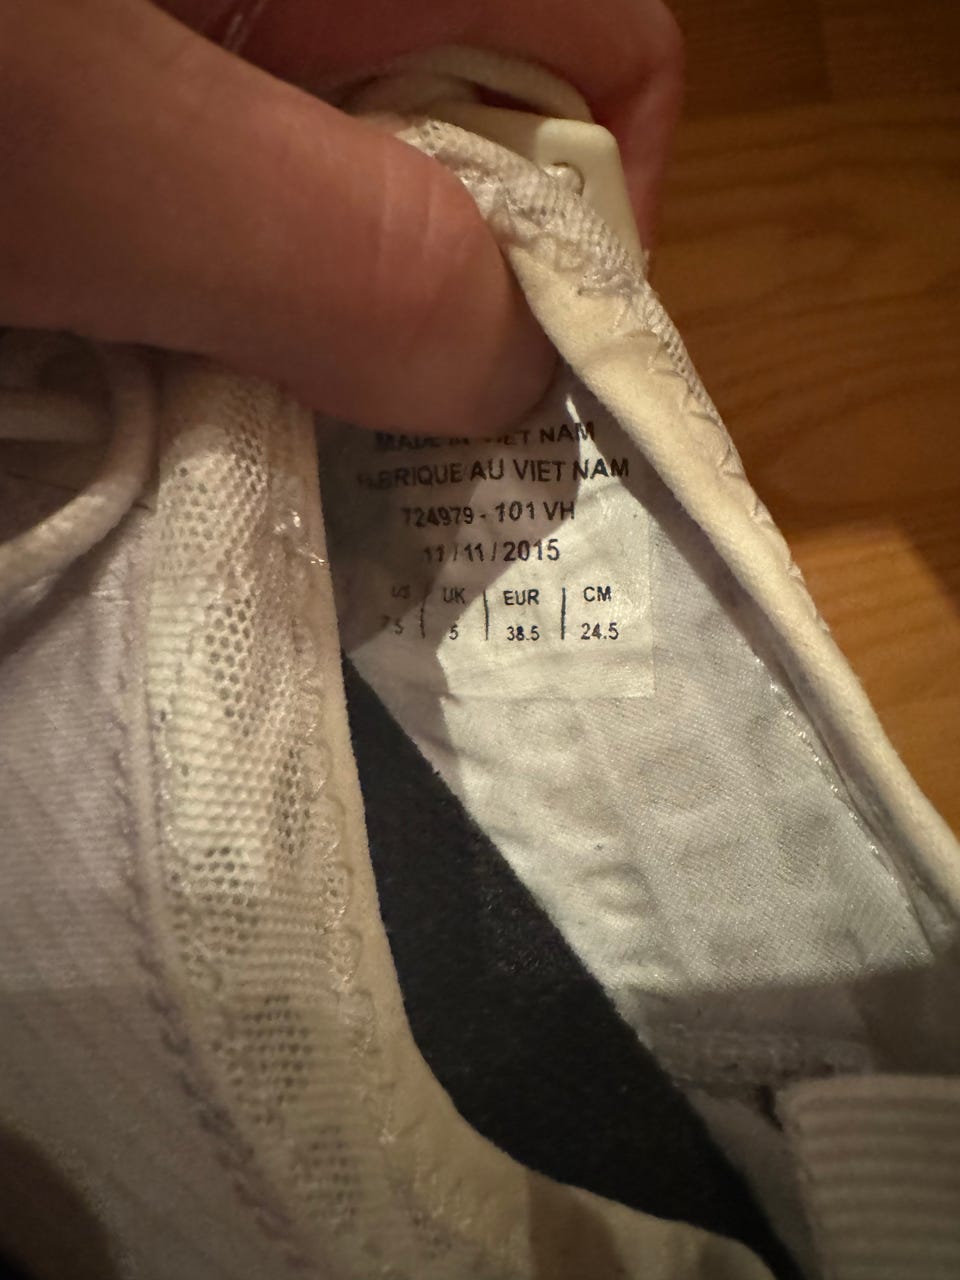 MADE IN VIET NAM
FABRIQUE AU VIET NAM
724979-101 VH
11/11/2015
US | UK | EUR | CM
7.5 | 5 | 38.5 | 24.5